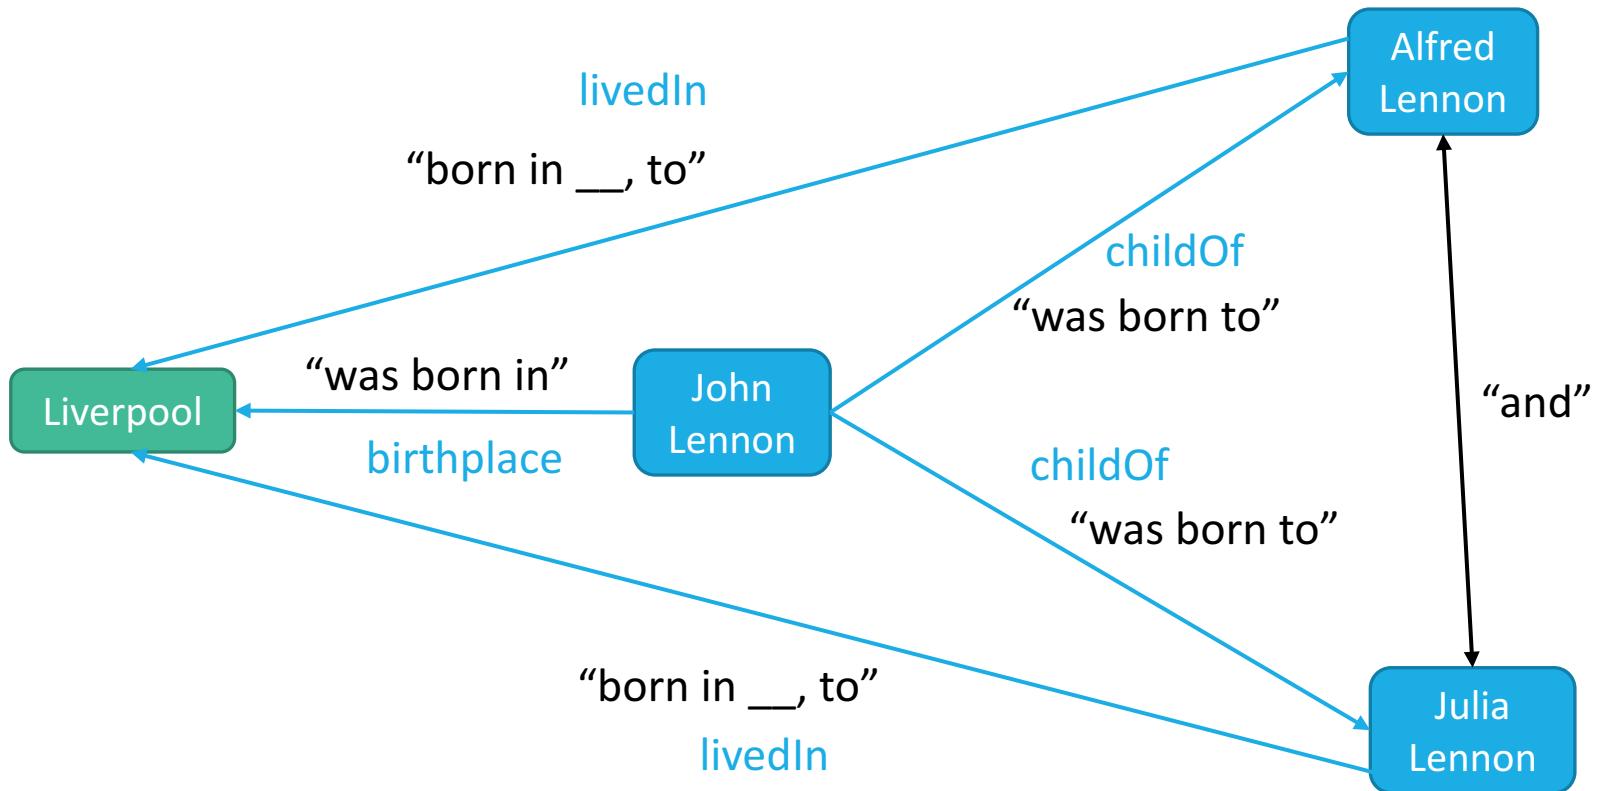 Alfred
Lennon
livedIn
“born in __, to”
childOf
“was born to”
“was born in”
John
Lennon
Liverpool
“and”
birthplace
childOf
“was born to”
“born in __, to”
livedIn
Julia
Lennon